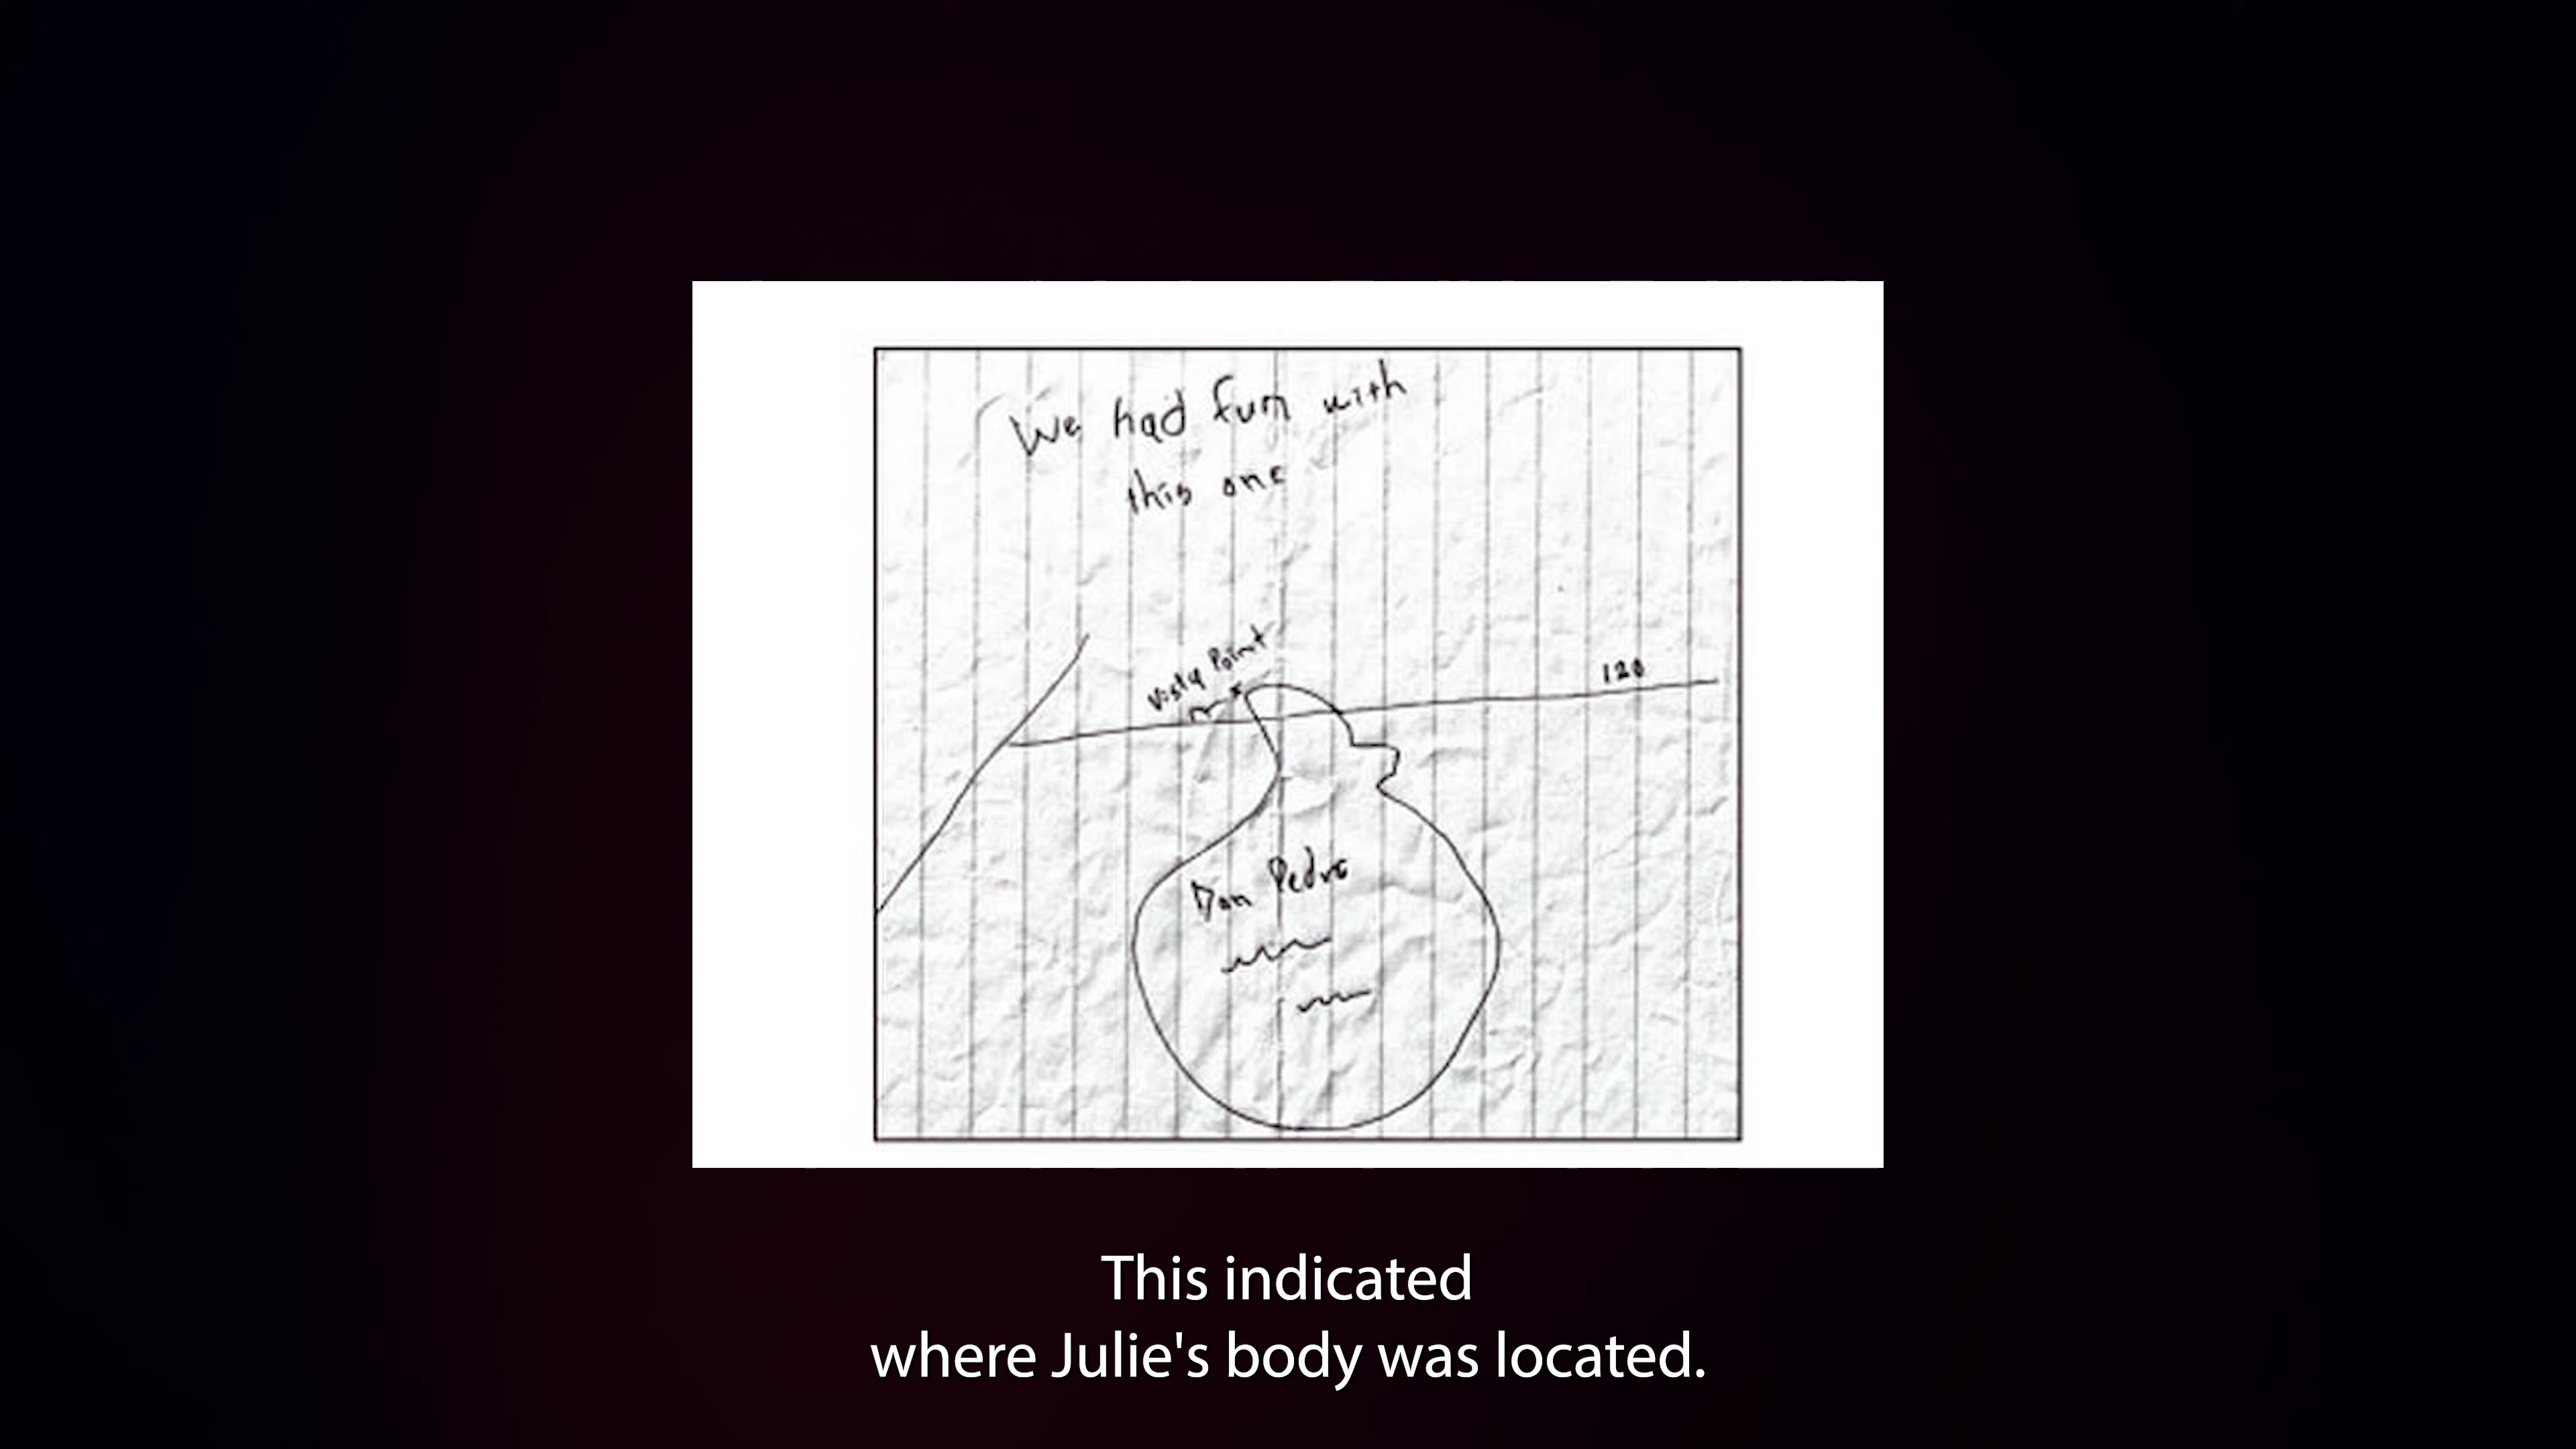 We had fun with
this one
Vista Point
120
Don Pedro
This indicated
where Julie's body was located.